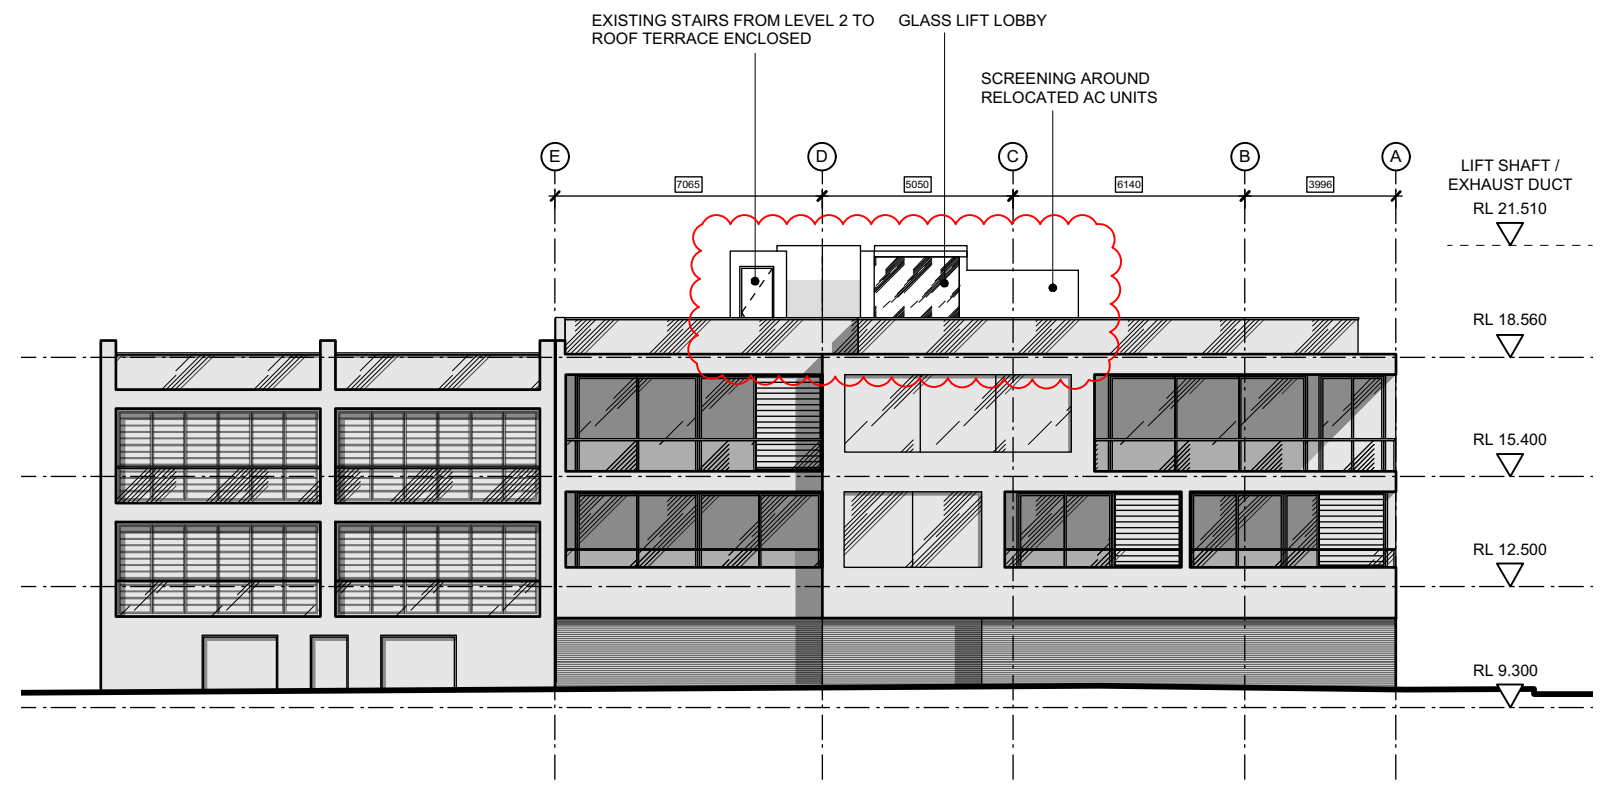 EXISTING STAIRS FROM LEVEL 2 TO
ROOF TERRACE ENCLOSED
GLASS LIFT LOBBY
SCREENING AROUND
RELOCATED AC UNITS
E
D
C
B
A
7065
5050
6140
3996
LIFT SHAFT /
EXHAUST DUCT
RL 21.510
RL 18.560
RL 15.400
RL 12.500
RL 9.300